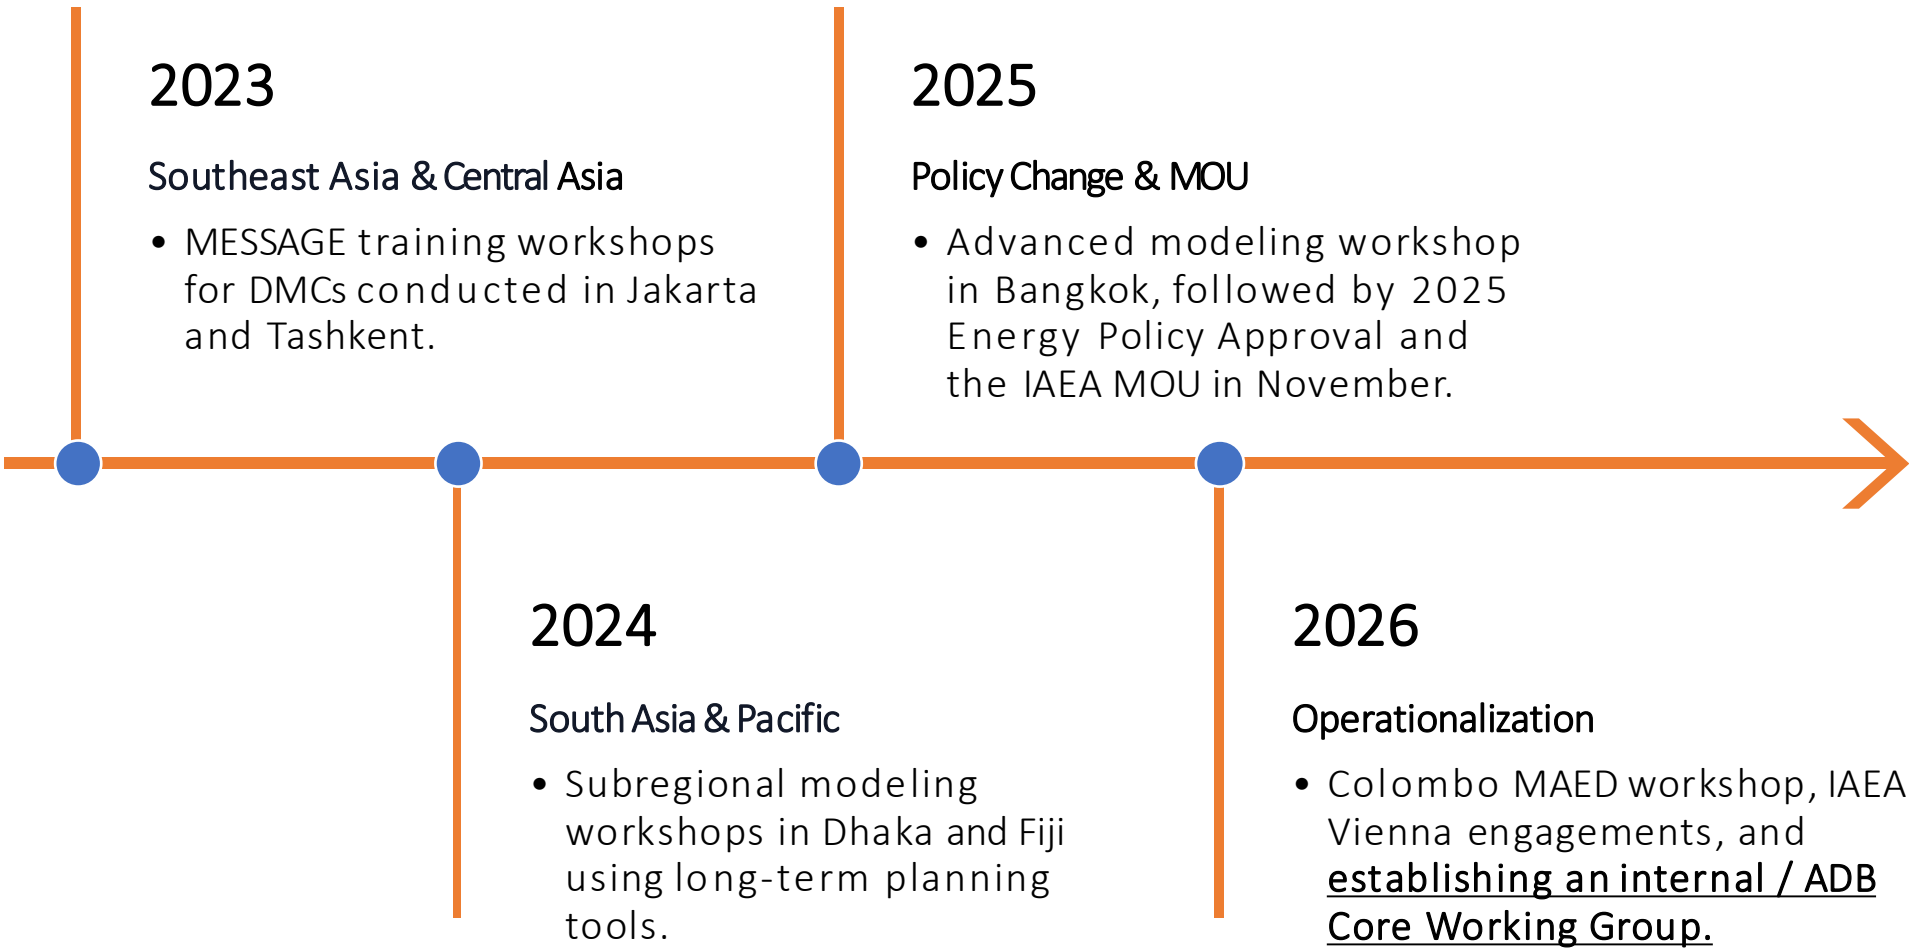 2023
Southeast Asia & Central Asia
• MESSAGE training workshops
for DMCs conducted in Jakarta
and Tashkent.
2025
Policy Change & MOU
• Advanced modeling workshop
in Bangkok, followed by 2025
Energy Policy Approval and
the IAEA MOU in November.
2024
South Asia & Pacific
• Subregional modeling
workshops in Dhaka and Fiji
using long-term planning
tools.
2026
Operationalization
• Colombo MAED workshop, IAEA
Vienna engagements, and
establishing an internal / ADB
Core Working Group.